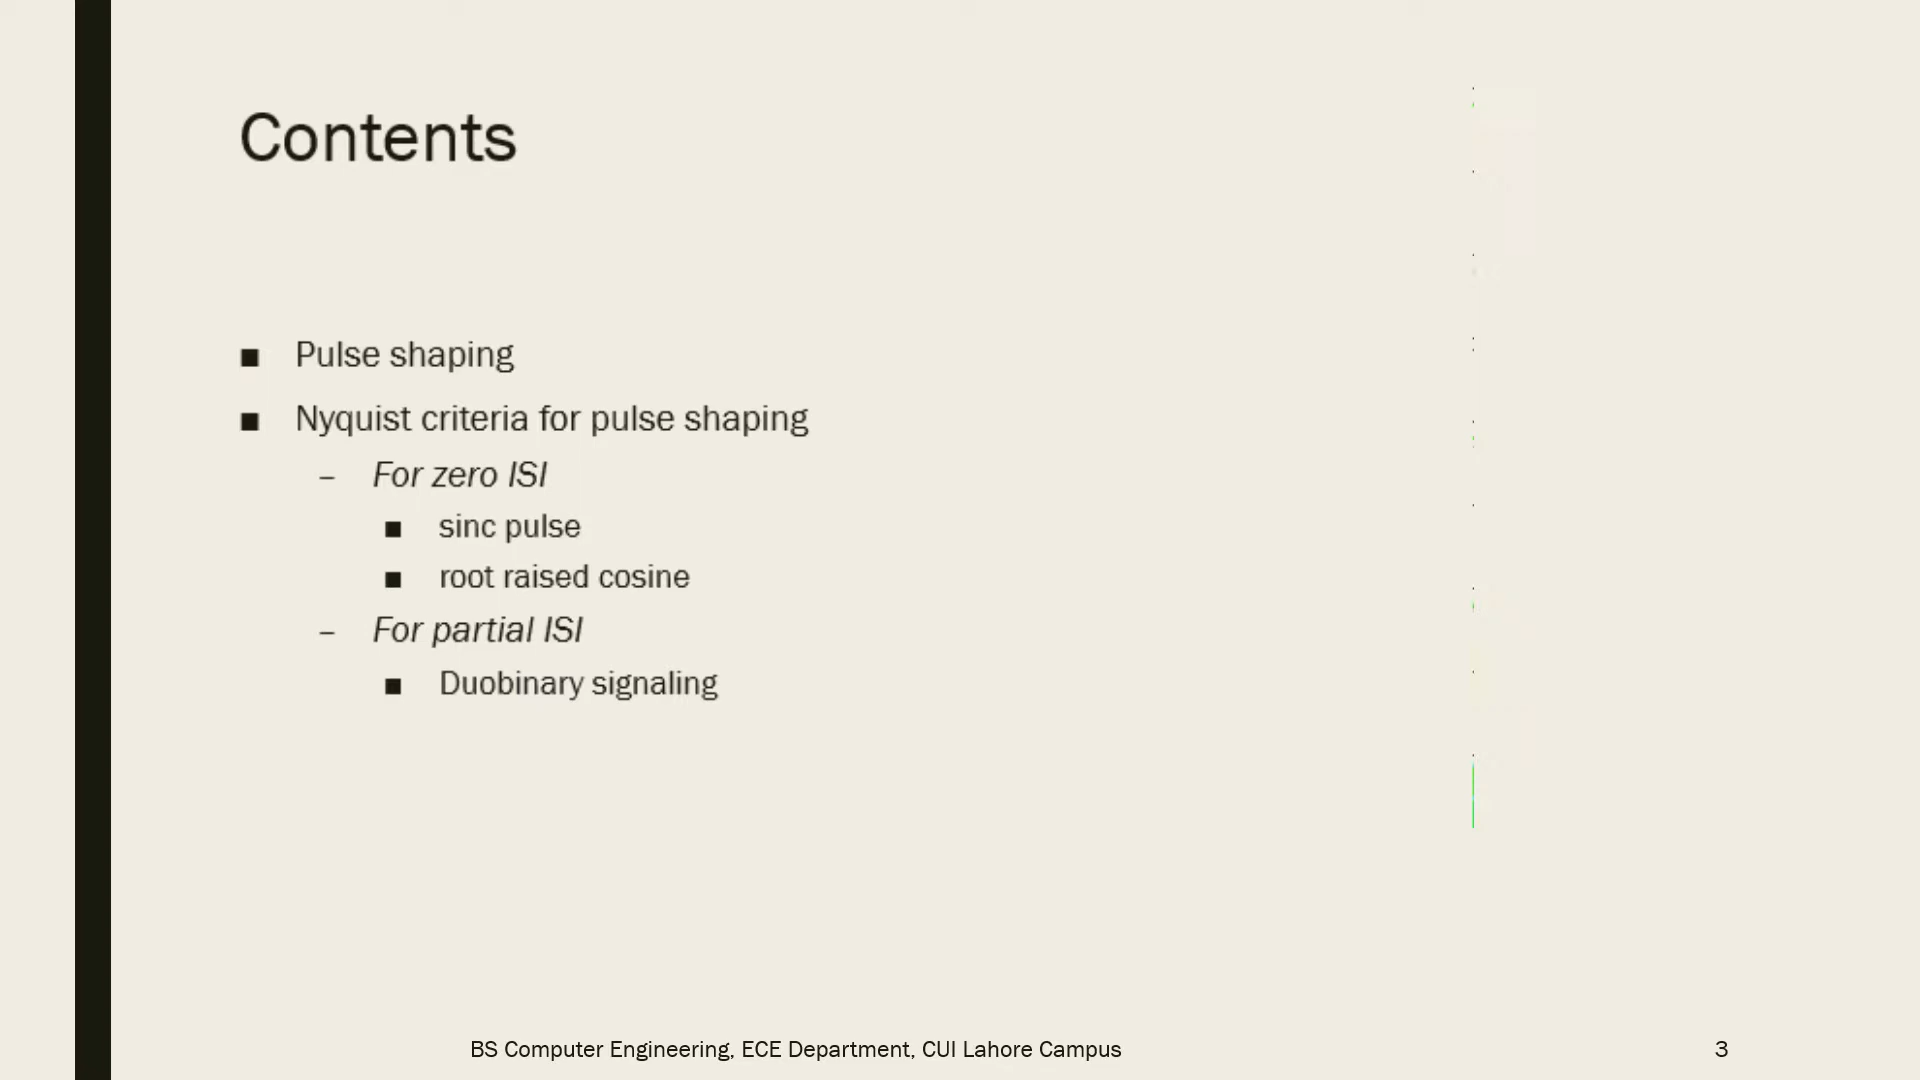 Contents
■ Pulse shaping
■ Nyquist criteria for pulse shaping
– For zero ISI
■ sinc pulse
■ root raised cosine
– For partial ISI
■ Duobinary signaling
BS Computer Engineering, ECE Department, CUI Lahore Campus
3